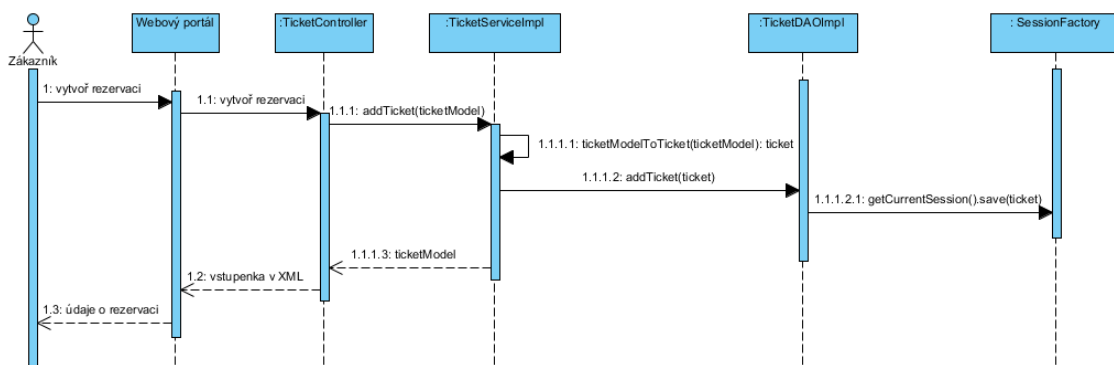 Zákazník
Webový portál
:TicketController
:TicketServiceImpl
:TicketDAOImpl
: SessionFactory
1: vytvoř rezervaci
1.1: vytvoř rezervaci
1.1.1: addTicket(ticketModel)
1.1.1.1: ticketModelToTicket(ticketModel): ticket
1.1.1.2: addTicket(ticket)
1.1.1.2.1: getCurrentSession().save(ticket)
1.1.1.3: ticketModel
1.2: vstupenka v XML
1.3: údaje o rezervaci